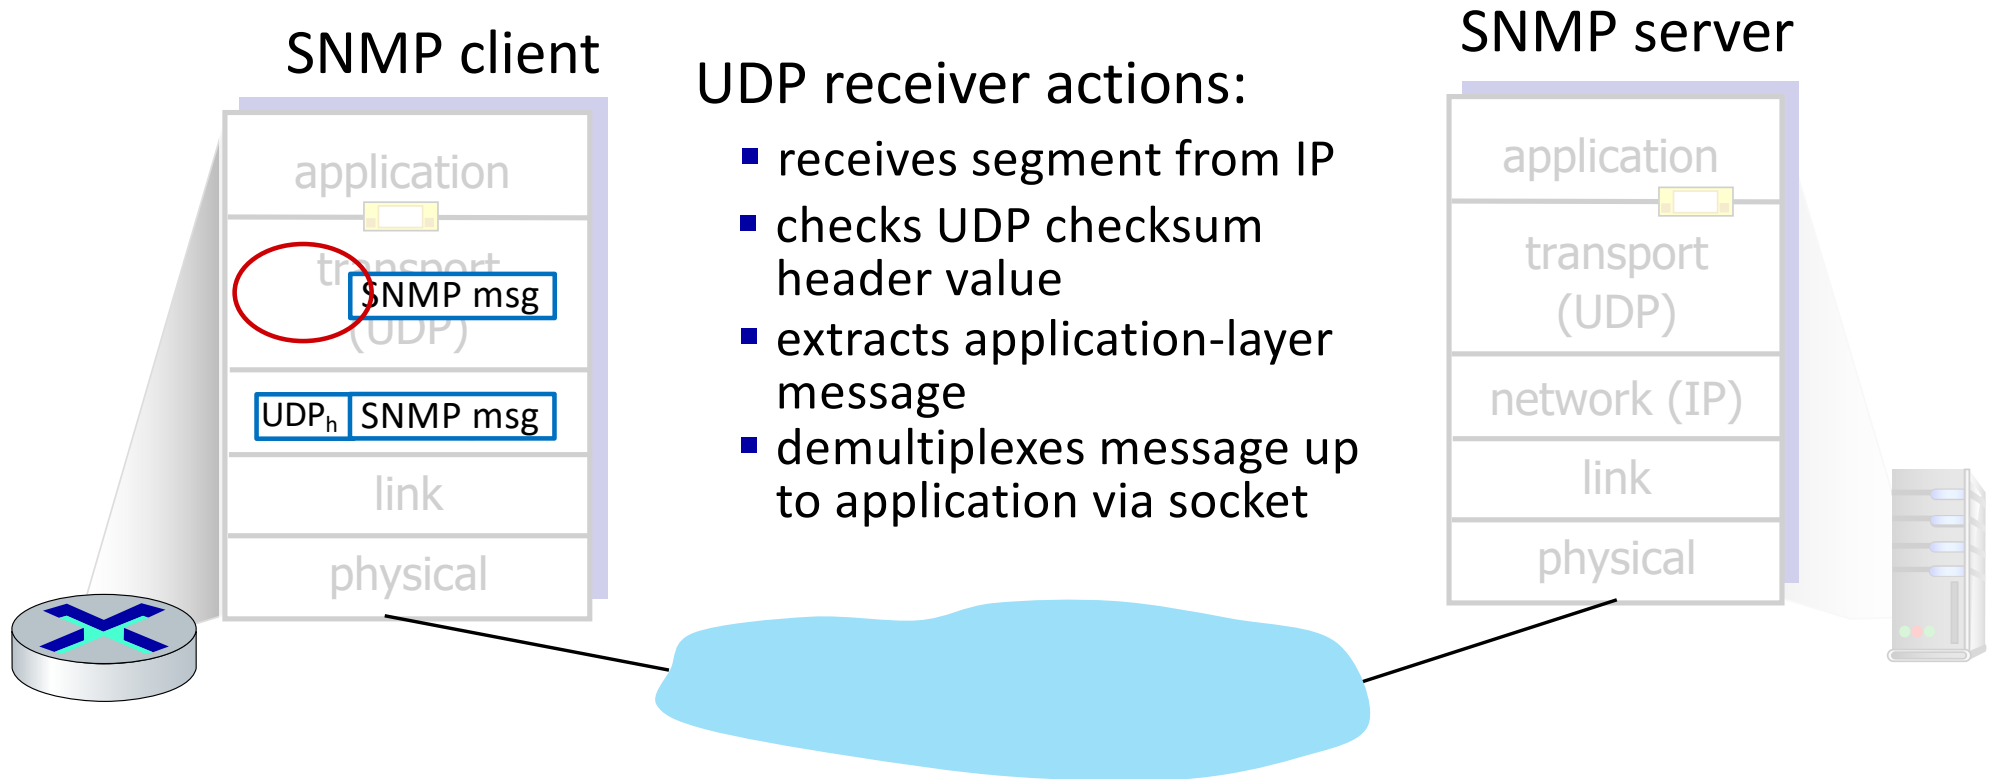 SNMP client
application
transport
SNMP msg
(UDP)
UDPh SNMP msg
link
physical
UDP receiver actions:
receives segment from IP
checks UDP checksum
header value
extracts application-layer
message
demultiplexes message up
to application via socket
SNMP server
application
transport
(UDP)
network (IP)
link
physical